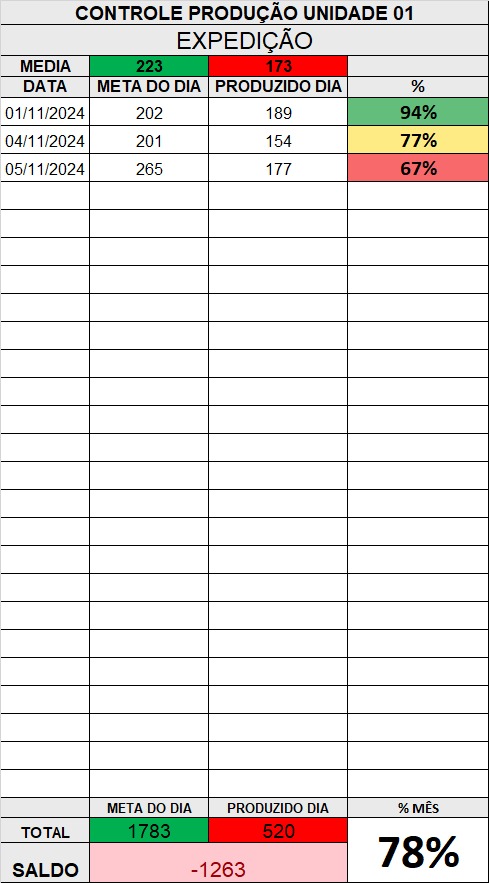 CONTROLE PRODUÇÃO UNIDADE 01
EXPEDIÇÃO
MEDIA 223 173
DATA META DO DIA PRODUZIDO DIA %
01/11/2024 202 189 94%
04/11/2024 201 154 77%
05/11/2024 265 177 67%
META DO DIA PRODUZIDO DIA % MÊS
TOTAL 1783 520 78%
SALDO -1263